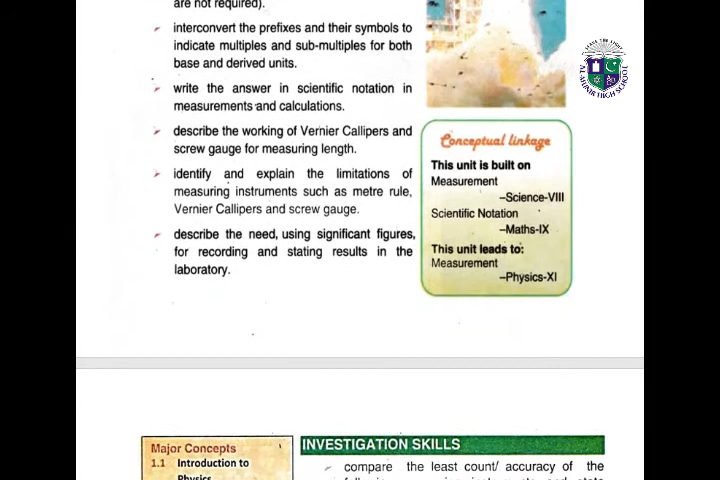 are not required).
interconvert the prefixes and their symbols to
indicate multiples and sub-multiples for both
base and derived units.
write the answer in scientific notation in
measurements and calculations.
describe the working of Vernier Callipers and
screw gauge for measuring length.
identify and explain the limitations of
measuring instruments such as metre rule,
Vernier Callipers and screw gauge.
describe the need, using significant figures,
for recording and stating results in the
laboratory.
Conceptual linkage
This unit is built on
Measurement
–Science-VIII
Scientific Notation
–Maths-IX
This unit leads to:
Measurement
–Physics-XI
Major Concepts
1.1 Introduction to
Physics
INVESTIGATION SKILLS
compare the least count/ accuracy of the